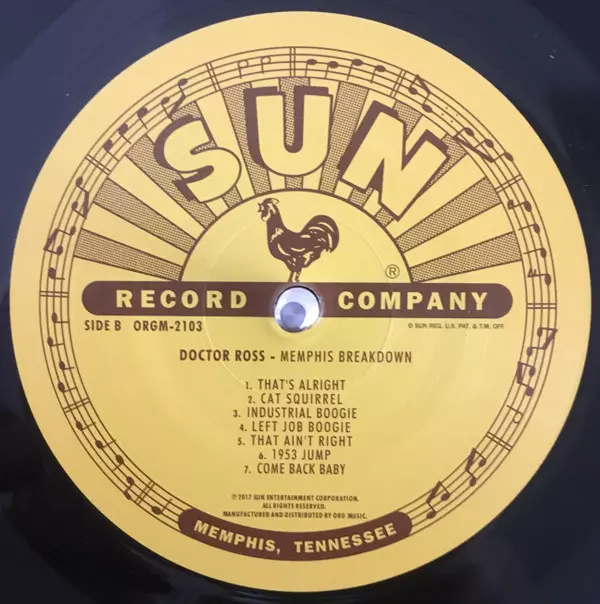 SUN
RECORD COMPANY
®
SIDE B ORGM-2103
© SUN REG. U.S. PAT. & T.M. OFF.
DOCTOR ROSS - MEMPHIS BREAKDOWN
1. THAT'S ALRIGHT
2. CAT SQUIRREL
3. INDUSTRIAL BOOGIE
4. LEFT JOB BOOGIE
5. THAT AIN'T RIGHT
6. 1953 JUMP
7. COME BACK BABY
℗ 2017 SUN ENTERTAINMENT CORPORATION.
ALL RIGHTS RESERVED.
MANUFACTURED AND DISTRIBUTED BY ORG MUSIC.
MEMPHIS, TENNESSEE